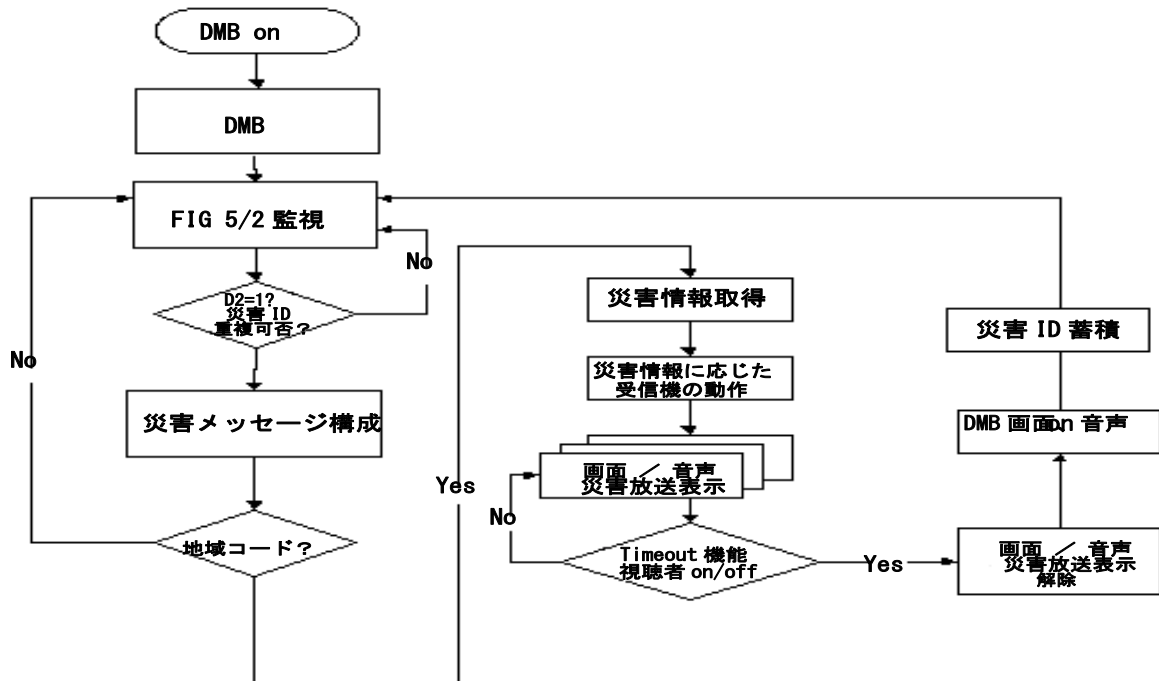 DMB on
DMB
FIG 5/2 監視
No
D2=1?
災害 ID
重複可否？
No
災害メッセージ構成
地域コード？
Yes
災害情報取得
災害情報に応じた
受信機の動作
画面 ／ 音声
災害放送表示
No
Timeout 機能
視聴者 on/off
Yes
画面 ／ 音声
災害放送表示
解除
DMB 画面on 音声
災害 ID 蓄積